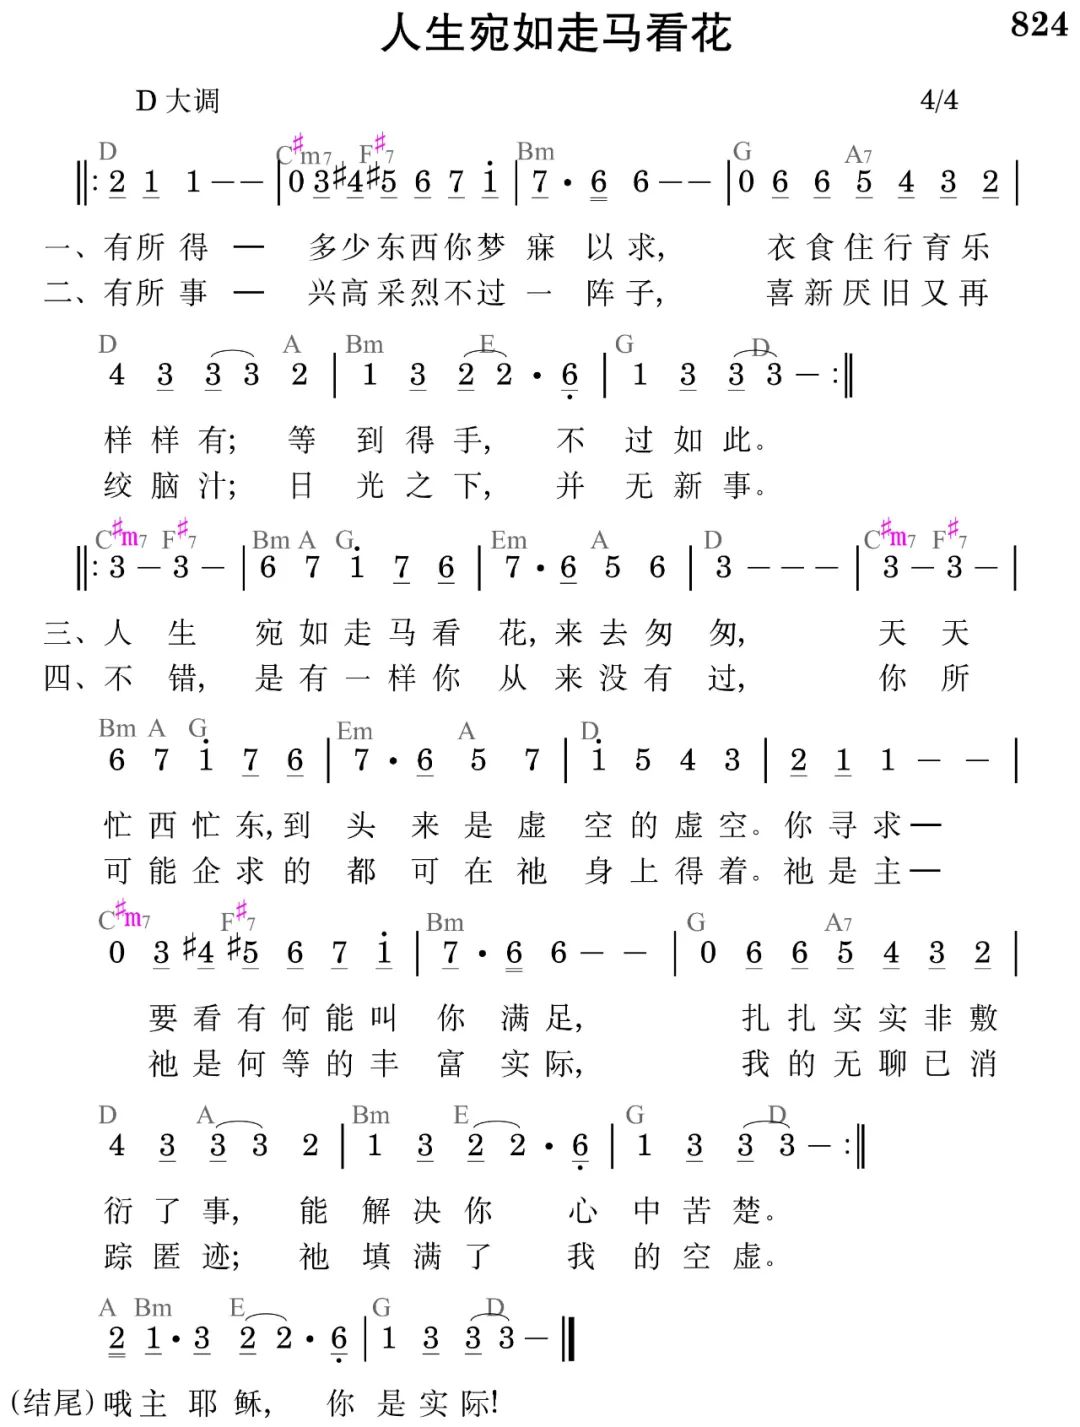 人生宛如走马看花 824
D 大调 4/4
D C♯m7 F♯7 Bm G A7
‖: 2 1 1 — — | 0 3 ♯4 ♯5 6 7 i | 7 · 6 6 — — | 0 6 6 5 4 3 2 |
一、有所得 — 多少东西你梦寐以求, 衣食住行育乐
二、有所事 — 兴高采烈不过一阵子, 喜新厌旧又再
D A Bm E G D
4 3 3 3 2 | 1 3 2 2 · 6 | 1 3 3 3 — :‖
样样有; 等到得手, 不过如此。
绞脑汁; 日光之下, 并无新事。
C♯m7 F♯7 Bm A G Em A D C♯m7 F♯7
‖: 3 — 3 — | 6 7 i 7 6 | 7 · 6 5 6 | 3 — — — | 3 — 3 — |
三、人生宛如走马看花, 来去匆匆, 天天
四、不错, 是有一样你从来没有过, 你所
Bm A G Em A D
6 7 i 7 6 | 7 · 6 5 7 | i 5 4 3 | 2 1 1 — — |
忙西忙东, 到头来是虚空的虚空。你寻求 —
可能企求的都可在祂身上得着。祂是主 —
C♯m7 F♯7 Bm G A7
0 3 ♯4 ♯5 6 7 i | 7 · 6 6 — — | 0 6 6 5 4 3 2 |
要看有何能叫你满足, 扎扎实实非敷
祂是何等的丰富实际, 我的无聊已消
D A Bm E G D
4 3 3 3 2 | 1 3 2 2 · 6 | 1 3 3 3 — :‖
衍了事, 能解决你心中苦楚。
踪匿迹; 祂填满了我的空虚。
A Bm E G D
2 1 · 3 2 2 · 6 | 1 3 3 3 — ‖
(结尾) 哦主耶稣, 你是实际!